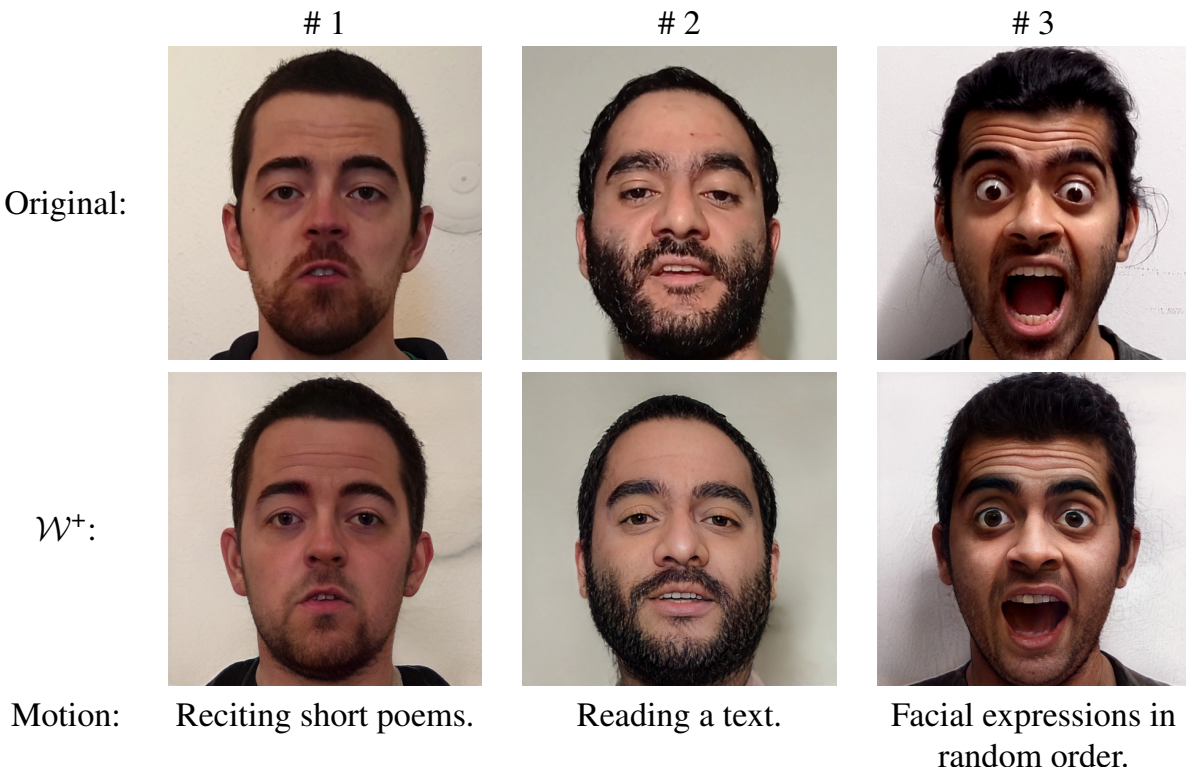 # 1 # 2 # 3
Original:
𝒲⁺:
Motion: Reciting short poems. Reading a text. Facial expressions in
random order.